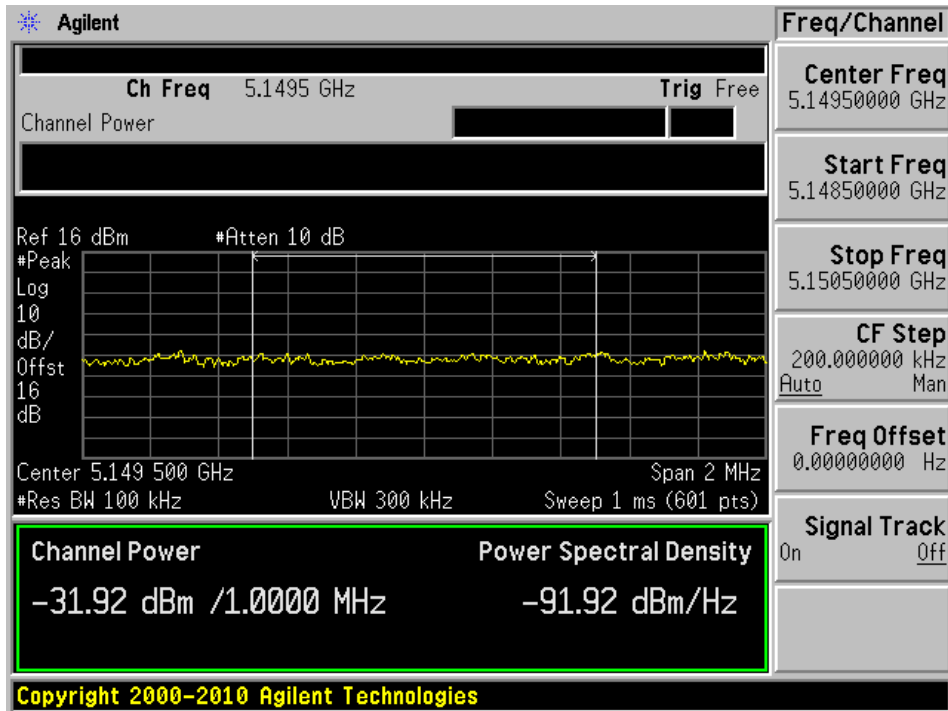 Agilent
Freq/Channel
Ch Freq 5.1495 GHz Trig Free
Channel Power
Center Freq
5.14950000 GHz
Start Freq
5.14850000 GHz
Stop Freq
5.15050000 GHz
CF Step
200.000000 kHz
Auto Man
Freq Offset
0.00000000 Hz
Signal Track
On Off
Ref 16 dBm #Atten 10 dB
#Peak
Log
10
dB/
Offst
16
dB
Center 5.149 500 GHz Span 2 MHz
#Res BW 100 kHz VBW 300 kHz Sweep 1 ms (601 pts)
Channel Power Power Spectral Density
-31.92 dBm /1.0000 MHz -91.92 dBm/Hz
Copyright 2000-2010 Agilent Technologies